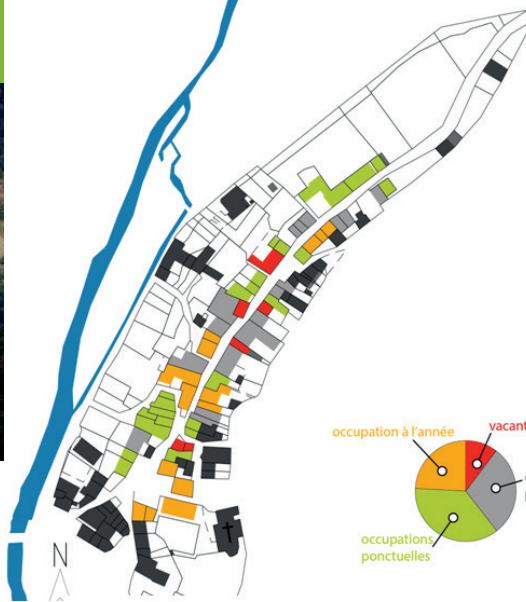 occupation à l'année
vacant
occupations
ponctuelles
N